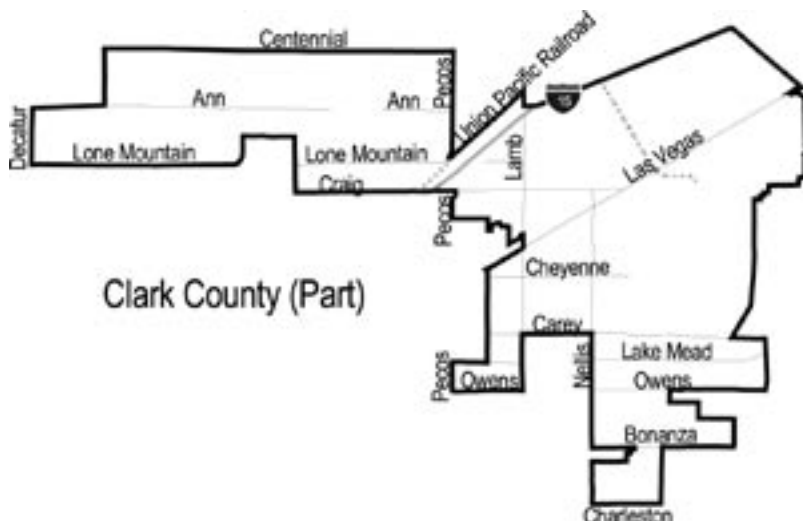 Centennial
Union Pacific Railroad
Pecos
15
Ann
Ann
Decatur
Lone Mountain
Lone Mountain
Lamb
Las Vegas
Craig
Pecos
Cheyenne
Clark County (Part)
Carey
Nellis
Lake Mead
Pecos
Owens
Owens
Bonanza
Charleston